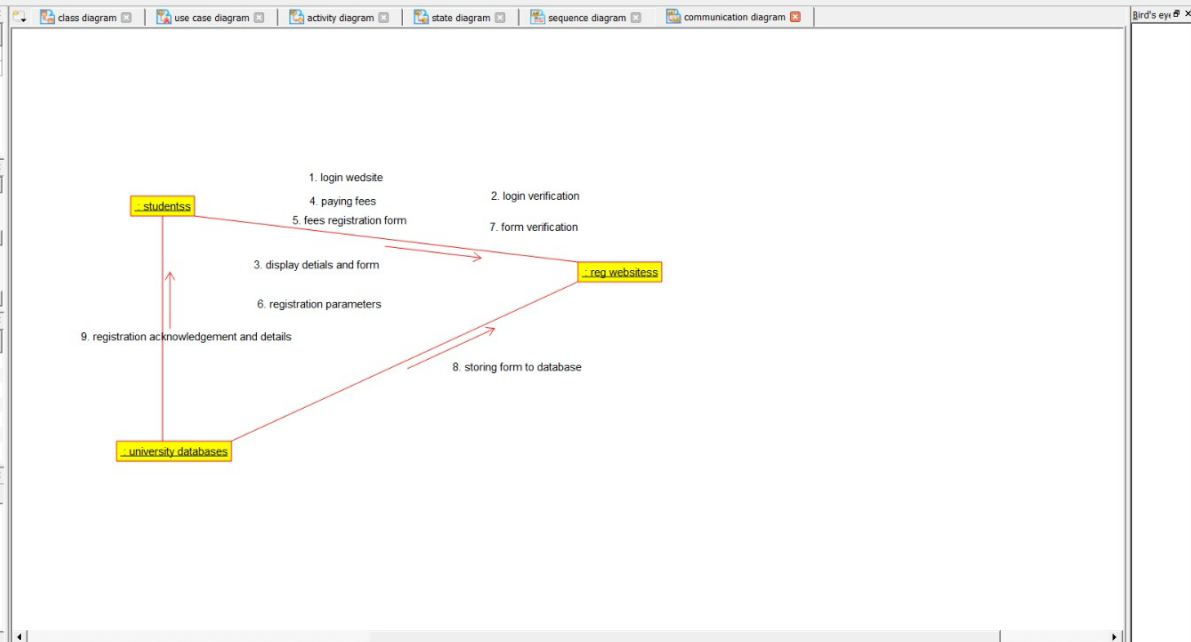 class diagram
use case diagram
activity diagram
state diagram
sequence diagram
communication diagram
Bird's eye
1. login wedsite
4. paying fees
5. fees registration form
2. login verification
7. form verification
: studentss
3. display detials and form
: reg websitess
6. registration parameters
9. registration acknowledgement and details
8. storing form to database
: university databases